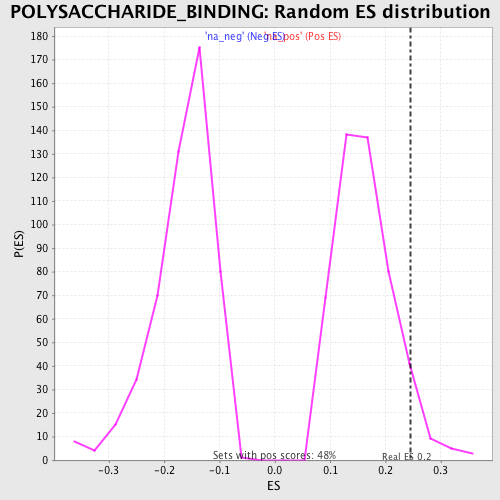 POLYSACCHARIDE_BINDING: Random ES distribution
'na_neg' (Neg ES) 'na_pos' (Pos ES)
180
170
160
150
140
130
120
110
100
90
80
70
60
50
40
30
20
10
0
P(ES)
Sets with pos scores: 48%
Real ES 0.2
-0.3 -0.2 -0.1 0.0 0.1 0.2 0.3
ES